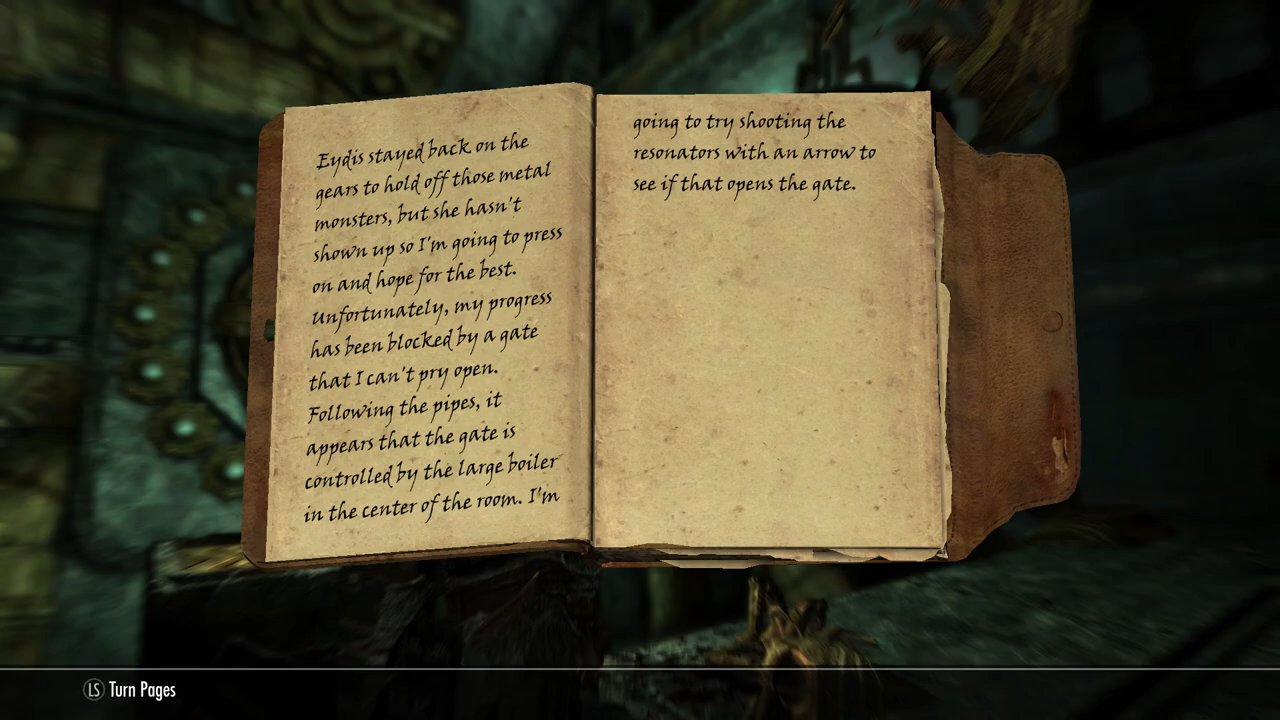 Eydis stayed back on the
gears to hold off those metal
monsters, but she hasn't
shown up so I'm going to press
on and hope for the best.
Unfortunately, my progress
has been blocked by a gate
that I can't pry open.
Following the pipes, it
appears that the gate is
controlled by the large boiler
in the center of the room. I'm
going to try shooting the
resonators with an arrow to
see if that opens the gate.
LS Turn Pages